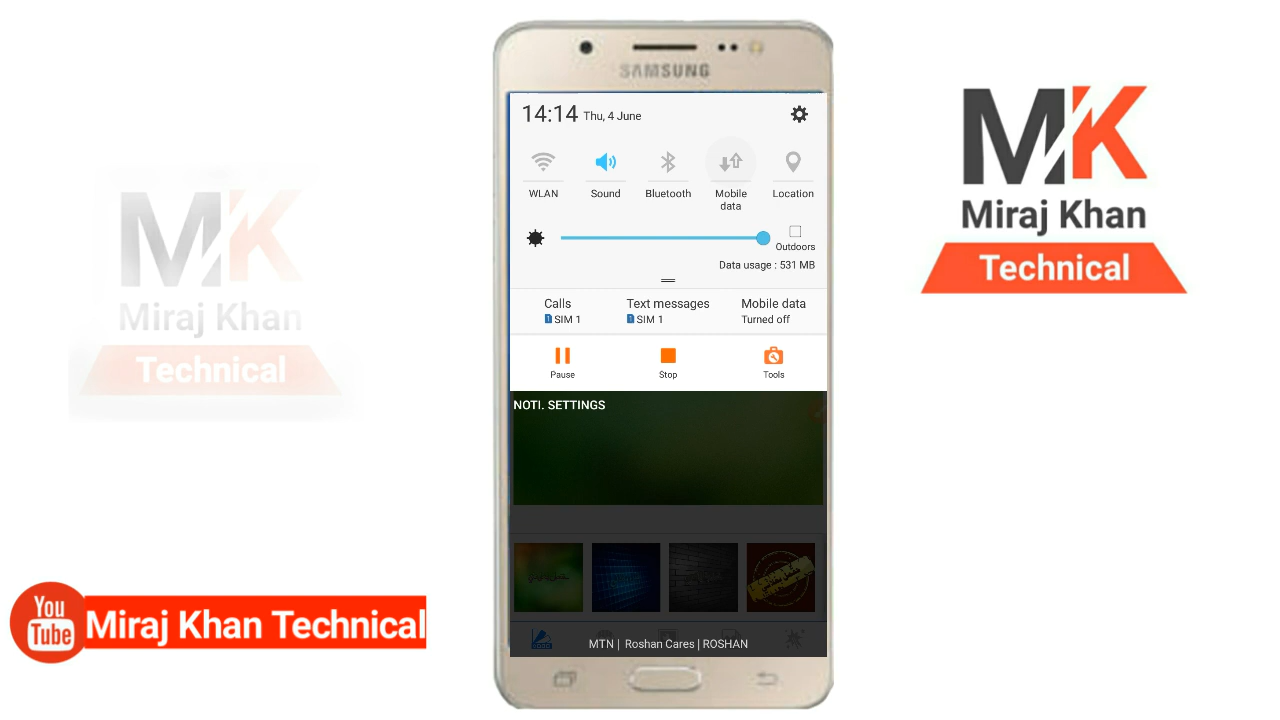 SAMSUNG
14:14 Thu, 4 June
WLAN
Sound
Bluetooth
Mobile
data
Location
Outdoors
Data usage : 531 MB
Calls
SIM 1
Text messages
SIM 1
Mobile data
Turned off
Pause
Stop
Tools
NOTI. SETTINGS
MTN | Roshan Cares | ROSHAN
MK
Miraj Khan
Technical
MK
Miraj Khan
Technical
You
Tube
Miraj Khan Technical